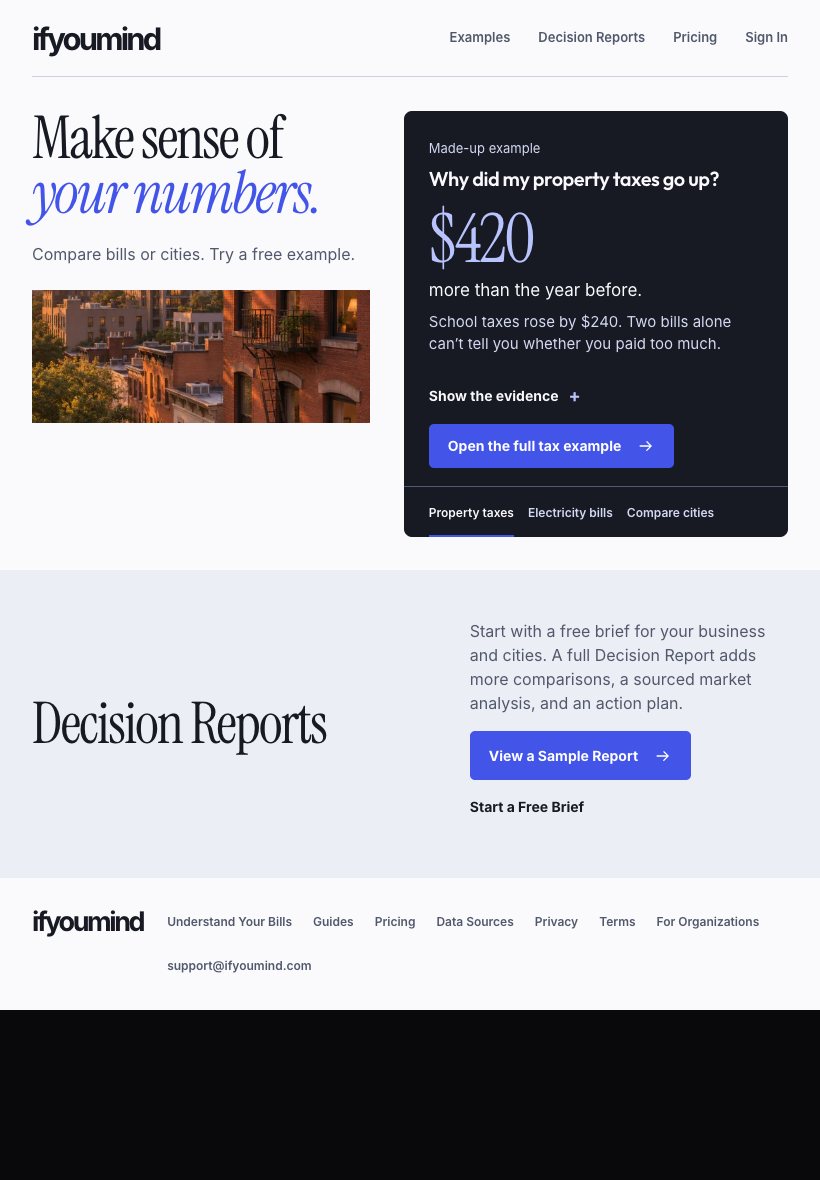 ifyoumind
Examples
Decision Reports
Pricing
Sign In
Make sense of
your numbers.
Compare bills or cities. Try a free example.
Made-up example
Why did my property taxes go up?
$420
more than the year before.
School taxes rose by $240. Two bills alone
can’t tell you whether you paid too much.
Show the evidence +
Open the full tax example →
Property taxes
Electricity bills
Compare cities
Decision Reports
Start with a free brief for your business
and cities. A full Decision Report adds
more comparisons, a sourced market
analysis, and an action plan.
View a Sample Report →
Start a Free Brief
ifyoumind
Understand Your Bills
Guides
Pricing
Data Sources
Privacy
Terms
For Organizations
support@ifyoumind.com